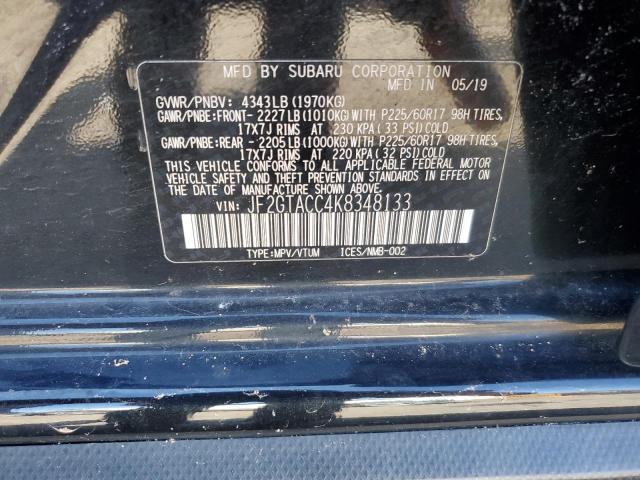 MFD BY SUBARU CORPORATION
MFD IN 05/19
GVWR/PNBV: 4343LB(1970KG)
GAWR/PNBE:FRONT- 2227LB(1010KG)WITH P225/60R17 98H TIRES,
17X7J RIMS AT 230 KPA (33 PSI)COLD
GAWR/PNBE:REAR - 2205LB(1000KG)WITH P225/60R17 98H TIRES,
17X7J RIMS AT 220 KPA (32 PSI)COLD
THIS VEHICLE CONFORMS TO ALL APPLICABLE FEDERAL MOTOR
VEHICLE SAFETY,BUMPER,
AND THEFT PREVENTION STANDARDS IN EFFECT ON
THE DATE OF MANUFACTURE SHOWN ABOVE.
VIN: JF2GTACC4K8348133
TYPE:MPV/VTUM ICES/NMB-002